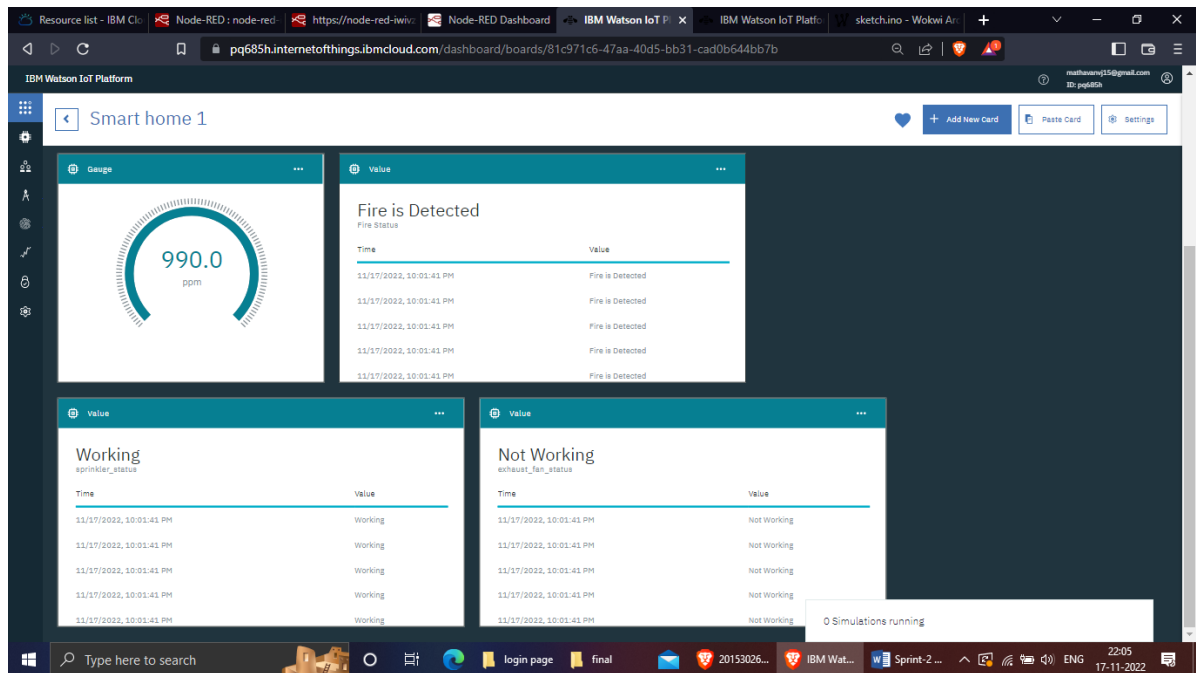 Resource list - IBM Clo
Node-RED : node-red-
https://node-red-iwivz
Node-RED Dashboard
IBM Watson IoT Pl
IBM Watson IoT Platfo
sketch.ino - Wokwi Ard
pq685h.internetofthings.ibmcloud.com/dashboard/boards/81c971c6-47aa-40d5-bb31-cad0b644bb7b
IBM Watson IoT Platform
mathavanvj15@gmail.com
ID: pq685h
Smart home 1
+ Add New Card
Paste Card
Settings
Gauge
990.0
ppm
Value
Fire is Detected
Fire Status
Time Value
11/17/2022, 10:01:41 PM Fire is Detected
11/17/2022, 10:01:41 PM Fire is Detected
11/17/2022, 10:01:41 PM Fire is Detected
11/17/2022, 10:01:41 PM Fire is Detected
11/17/2022, 10:01:41 PM Fire is Detected
Value
Working
sprinkler_status
Time Value
11/17/2022, 10:01:41 PM Working
11/17/2022, 10:01:41 PM Working
11/17/2022, 10:01:41 PM Working
11/17/2022, 10:01:41 PM Working
11/17/2022, 10:01:41 PM Working
Value
Not Working
exhaust_fan_status
Time Value
11/17/2022, 10:01:41 PM Not Working
11/17/2022, 10:01:41 PM Not Working
11/17/2022, 10:01:41 PM Not Working
11/17/2022, 10:01:41 PM Not Working
11/17/2022, 10:01:41 PM Not Working
0 Simulations running
Type here to search
login page
final
20153026...
IBM Wat...
Sprint-2 ...
ENG
22:05
17-11-2022